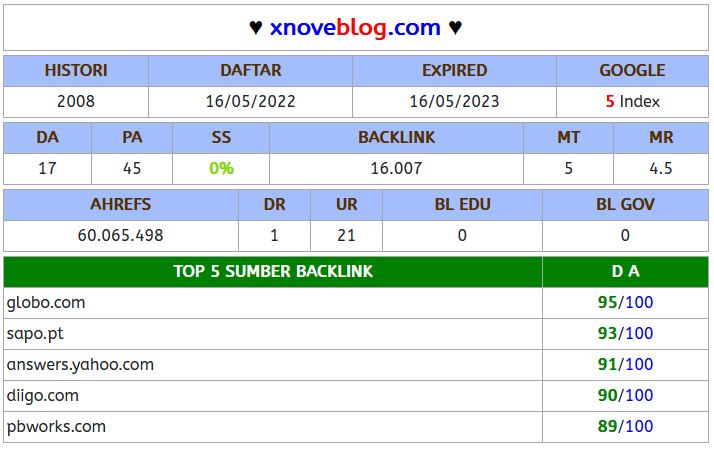 ♥ xnoveblog.com ♥
HISTORI DAFTAR EXPIRED GOOGLE
2008 16/05/2022 16/05/2023 5 Index
DA PA SS BACKLINK MT MR
17 45 0% 16.007 5 4.5
AHREFS DR UR BL EDU BL GOV
60.065.498 1 21 0 0
TOP 5 SUMBER BACKLINK D A
globo.com 95/100
sapo.pt 93/100
answers.yahoo.com 91/100
diigo.com 90/100
pbworks.com 89/100